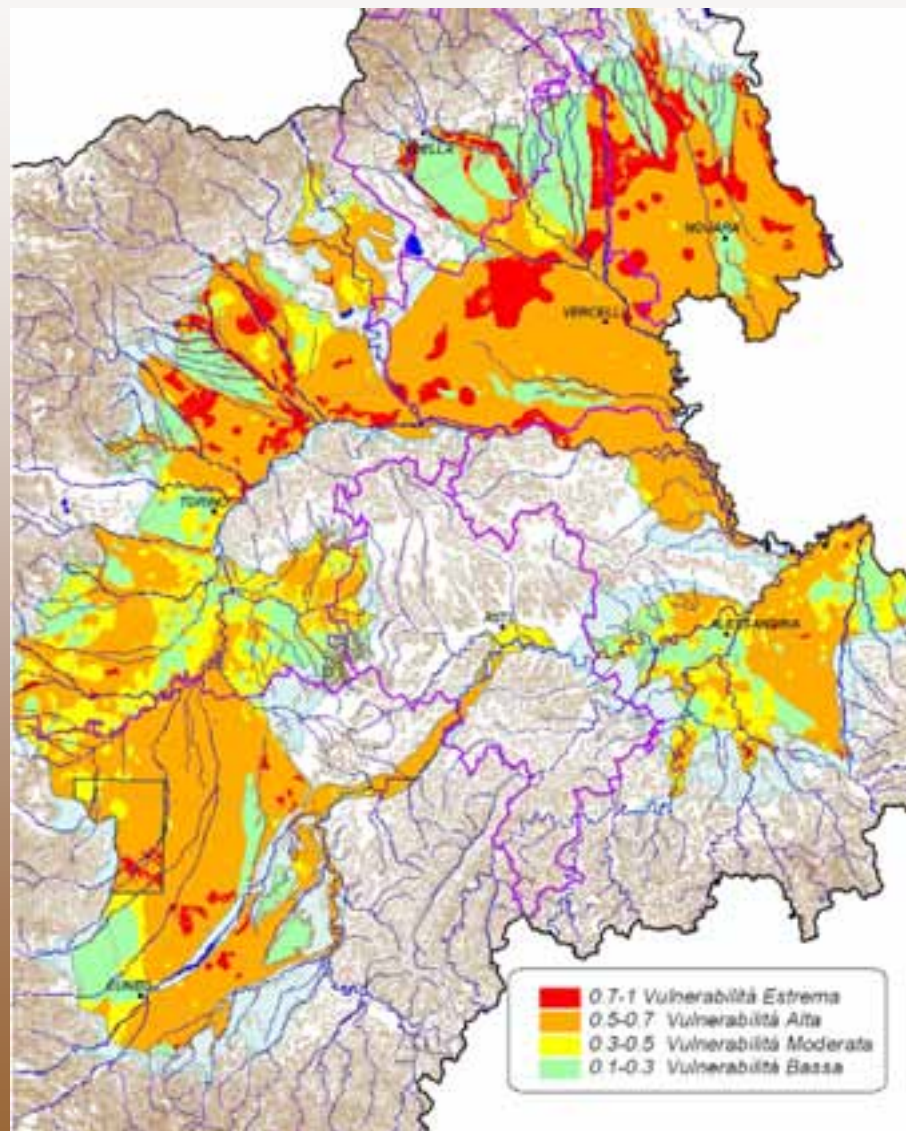 BIELLA
NOVARA
VERCELLI
TORINO
ASTI
ALESSANDRIA
CUNEO
0.7-1 Vulnerabilità Estrema
0.5-0.7 Vulnerabilità Alta
0.3-0.5 Vulnerabilità Moderata
0.1-0.3 Vulnerabilità Bassa